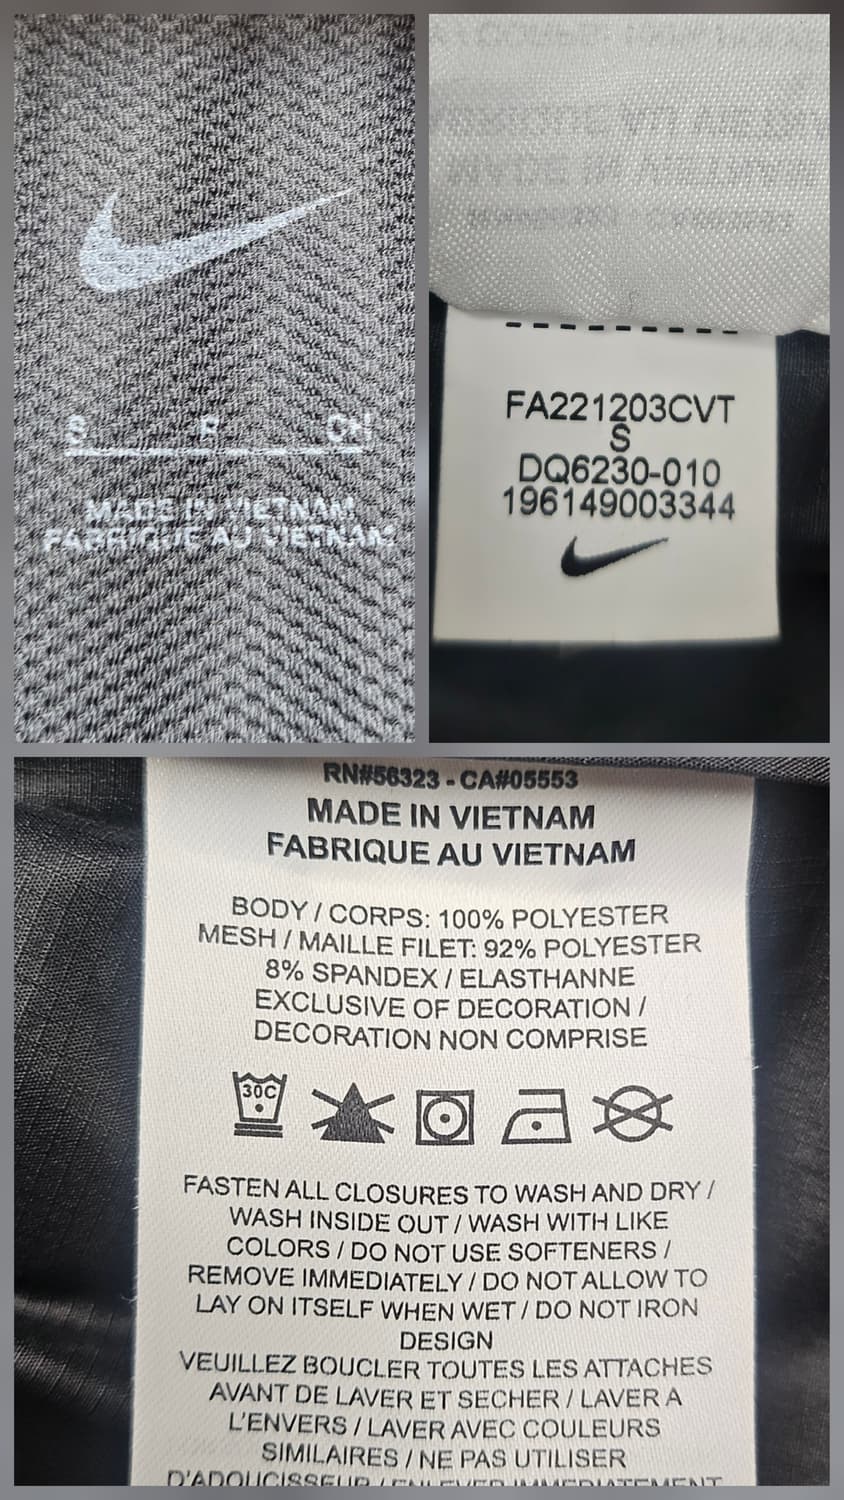 S P CH
MADE IN VIETNAM
FABRIQUE AU VIETNAM
FA221203CVT
S
DQ6230-010
196149003344
RN#56323 - CA#05553
MADE IN VIETNAM
FABRIQUE AU VIETNAM
BODY / CORPS: 100% POLYESTER
MESH / MAILLE FILET: 92% POLYESTER
8% SPANDEX / ELASTHANNE
EXCLUSIVE OF DECORATION /
DECORATION NON COMPRISE
30C
FASTEN ALL CLOSURES TO WASH AND DRY /
WASH INSIDE OUT / WASH WITH LIKE
COLORS / DO NOT USE SOFTENERS /
REMOVE IMMEDIATELY / DO NOT ALLOW TO
LAY ON ITSELF WHEN WET / DO NOT IRON
DESIGN
VEUILLEZ BOUCLER TOUTES LES ATTACHES
AVANT DE LAVER ET SECHER / LAVER A
L'ENVERS / LAVER AVEC COULEURS
SIMILAIRES / NE PAS UTILISER
D'ADOUCISSEUR / ENLEVER IMMEDIATEMENT